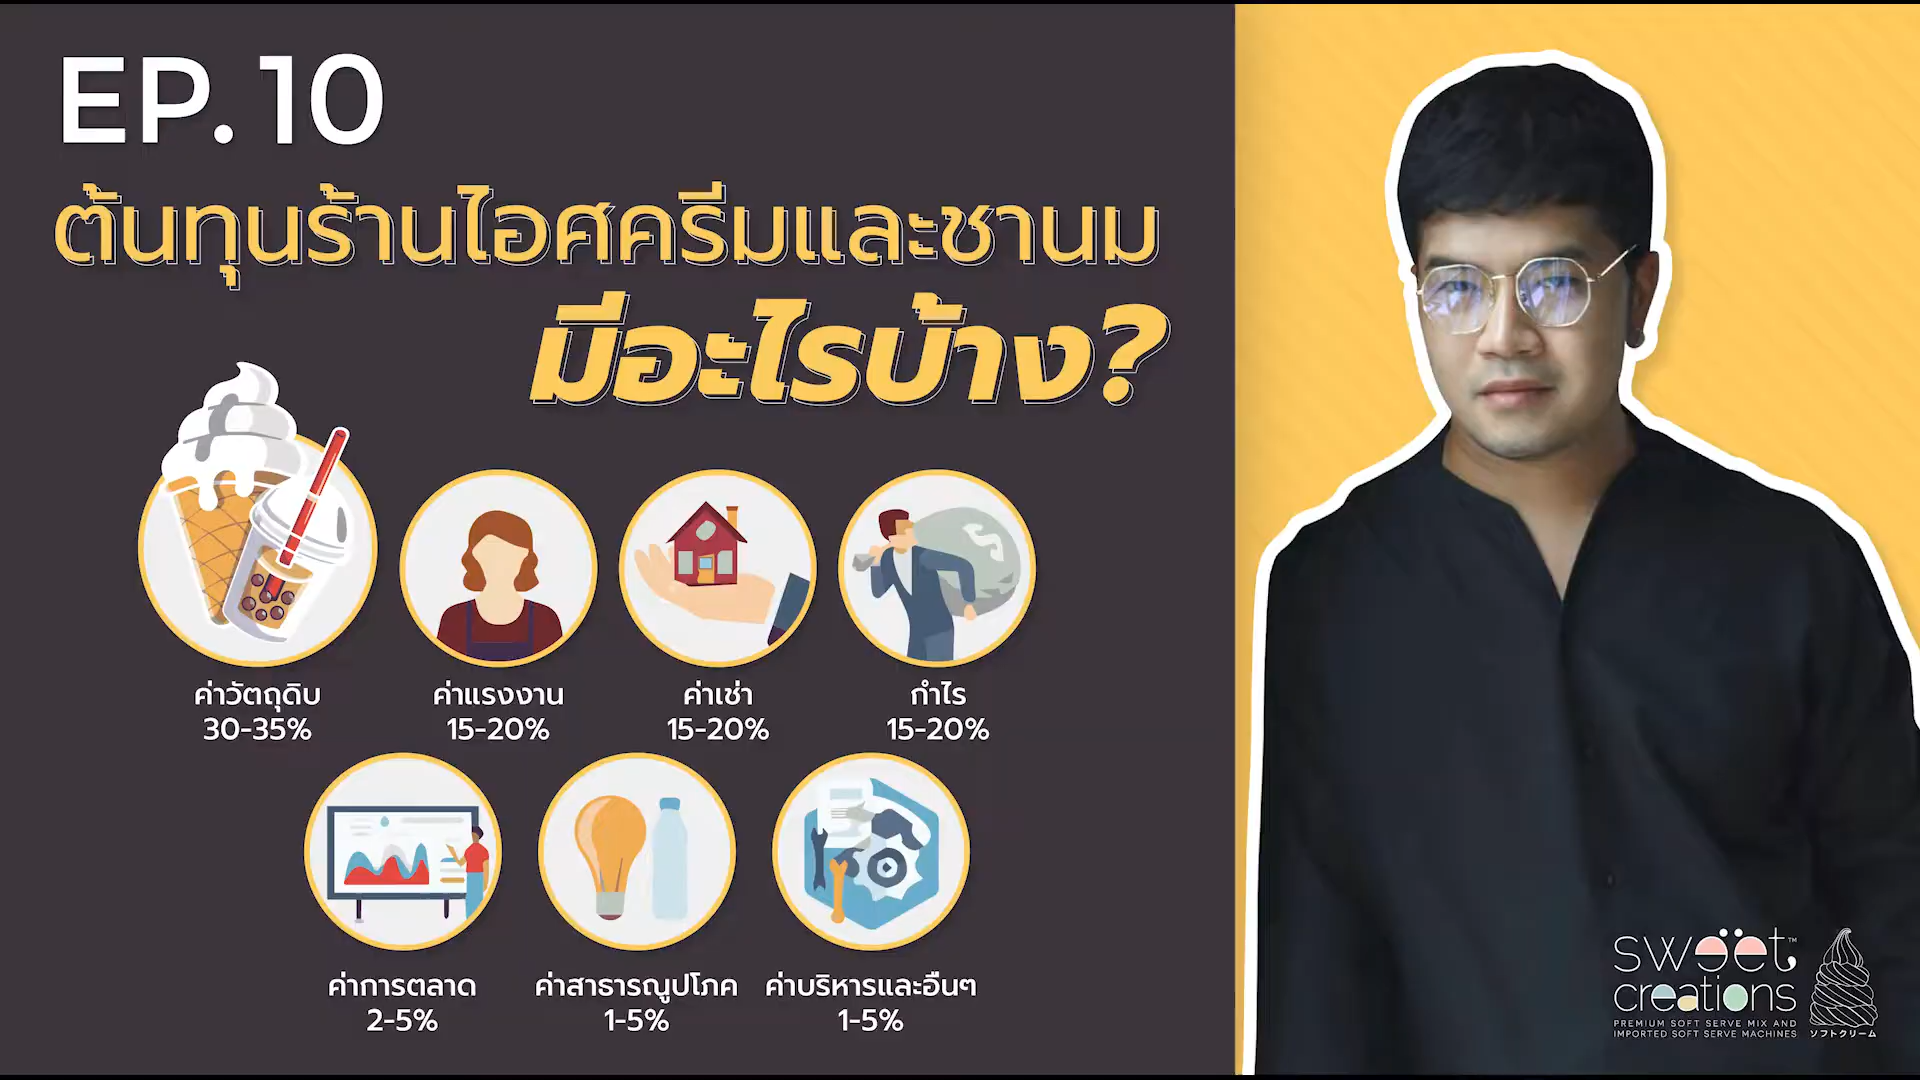 EP. 10
ต้นทุนร้านไอศครีมและชานม
มีอะไรบ้าง?
ค่าวัตถุดิบ
30-35%
ค่าแรงงาน
15-20%
ค่าเช่า
15-20%
กำไร
15-20%
ค่าการตลาด
2-5%
ค่าสาธารณูปโภค
1-5%
ค่าบริหารและอื่นๆ
1-5%
swëët™
creations
PREMIUM SOFT SERVE MIX AND
IMPORTED SOFT SERVE MACHINES
ソフトクリーム